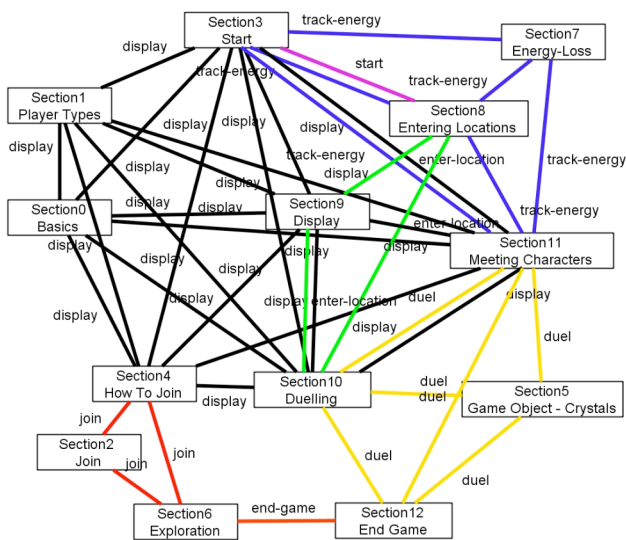 Section3
Start
track-energy
Section7
Energy-Loss
display
start
track-energy
track-energy
Section1
Player Types
Section8
Entering Locations
display
display
display
display
track-energy
enter-location
track-energy
display
display
display
display
Section0
Basics
Section9
Display
enter-location
track-energy
display
display
Section11
Meeting Characters
display
display
display
enter-location
duel
display
display
display
Section4
How To Join
display
Section10
Duelling
duel
duel
Section5
Game Object - Crystals
join
Section2
Join
join
join
duel
duel
Section6
Exploration
end-game
Section12
End Game